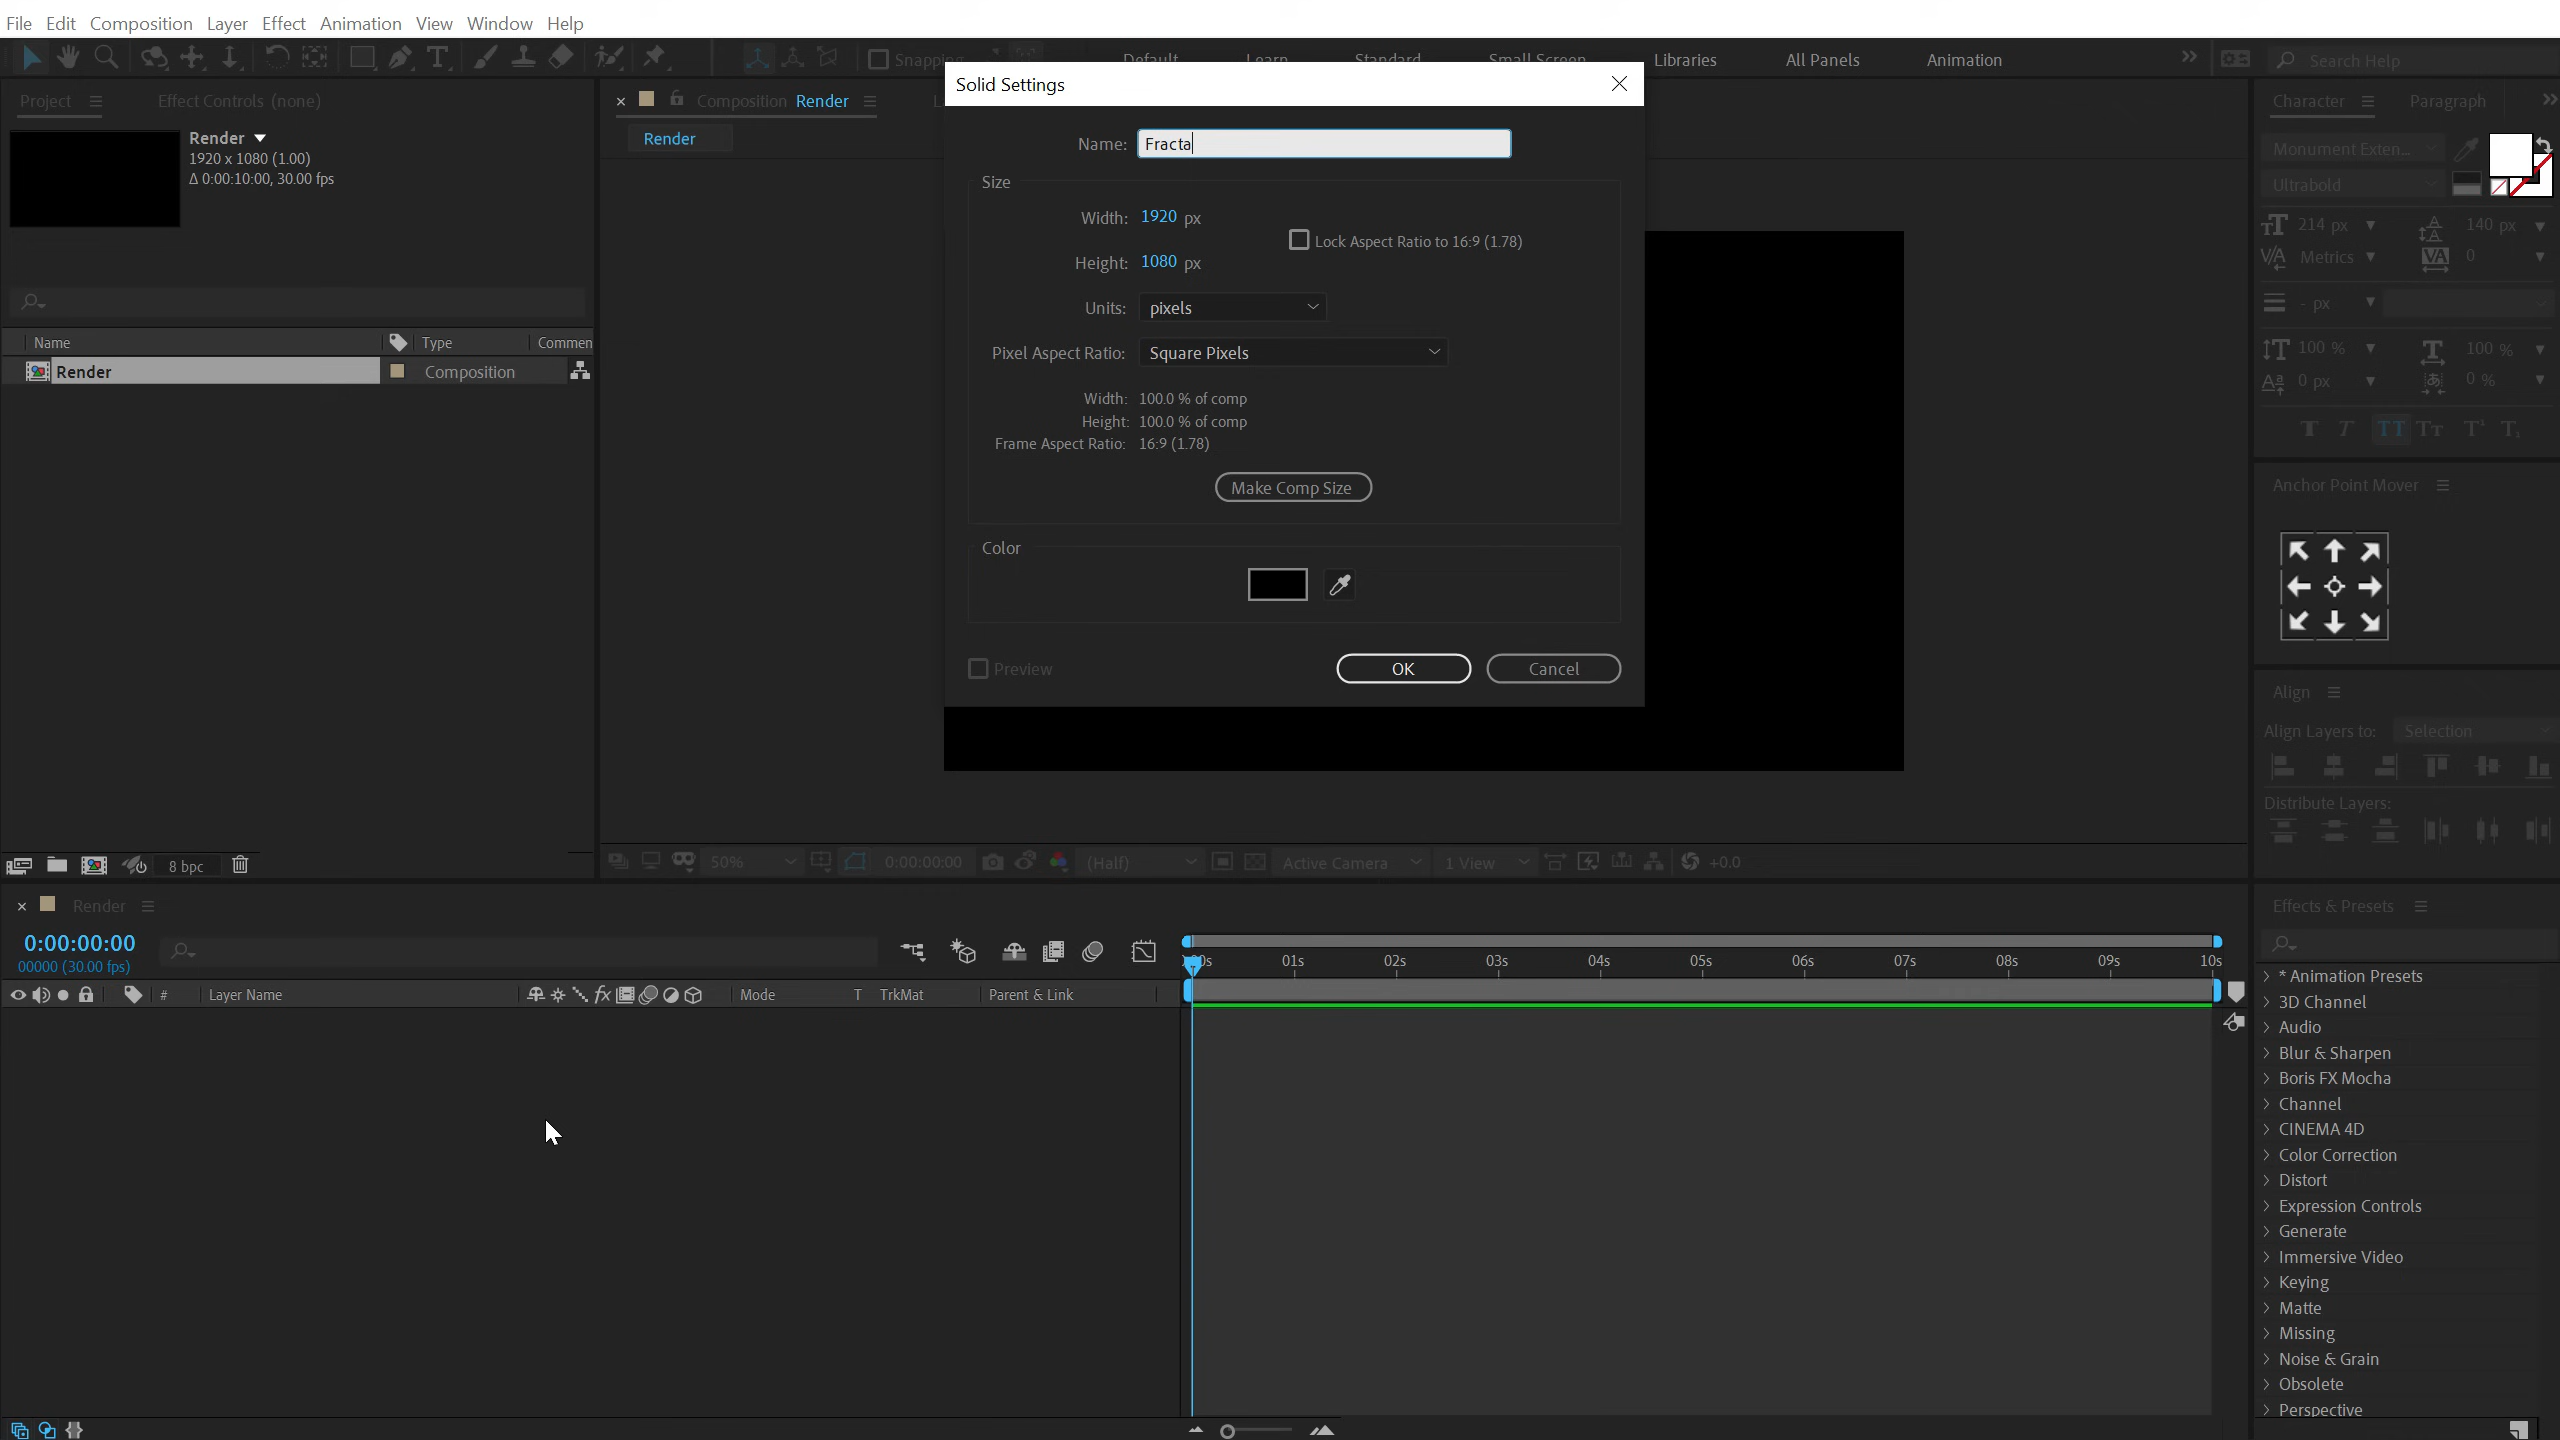 File Edit Composition Layer Effect Animation View Window Help
Snapping Default Learn Standard Small Screen Libraries All Panels Animation Search Help
Solid Settings
Project Effect Controls (none)
Composition Render
Render
Render
1920 x 1080 (1.00)
Δ 0:00:10:00, 30.00 fps
Name Type Commen
Render Composition
8 bpc
Name: Fracta
Size
Width: 1920 px
Lock Aspect Ratio to 16:9 (1.78)
Height: 1080 px
Units: pixels
Pixel Aspect Ratio: Square Pixels
Width: 100.0 % of comp
Height: 100.0 % of comp
Frame Aspect Ratio: 16:9 (1.78)
Make Comp Size
Color
Preview OK Cancel
50% 0:00:00:00 (Half) Active Camera 1 View +0.0
Character Paragraph
Monument Exten...
Ultrabold
214 px 140 px
Metrics 0
- px
100 % 100 %
0 px 0 %
Anchor Point Mover
Align
Align Layers to: Selection
Distribute Layers:
Render
0:00:00:00
00000 (30.00 fps)
# Layer Name Mode T TrkMat Parent & Link
01s 02s 03s 04s 05s 06s 07s 08s 09s 10s
Effects & Presets
* Animation Presets
3D Channel
Audio
Blur & Sharpen
Boris FX Mocha
Channel
CINEMA 4D
Color Correction
Distort
Expression Controls
Generate
Immersive Video
Keying
Matte
Missing
Noise & Grain
Obsolete
Perspective